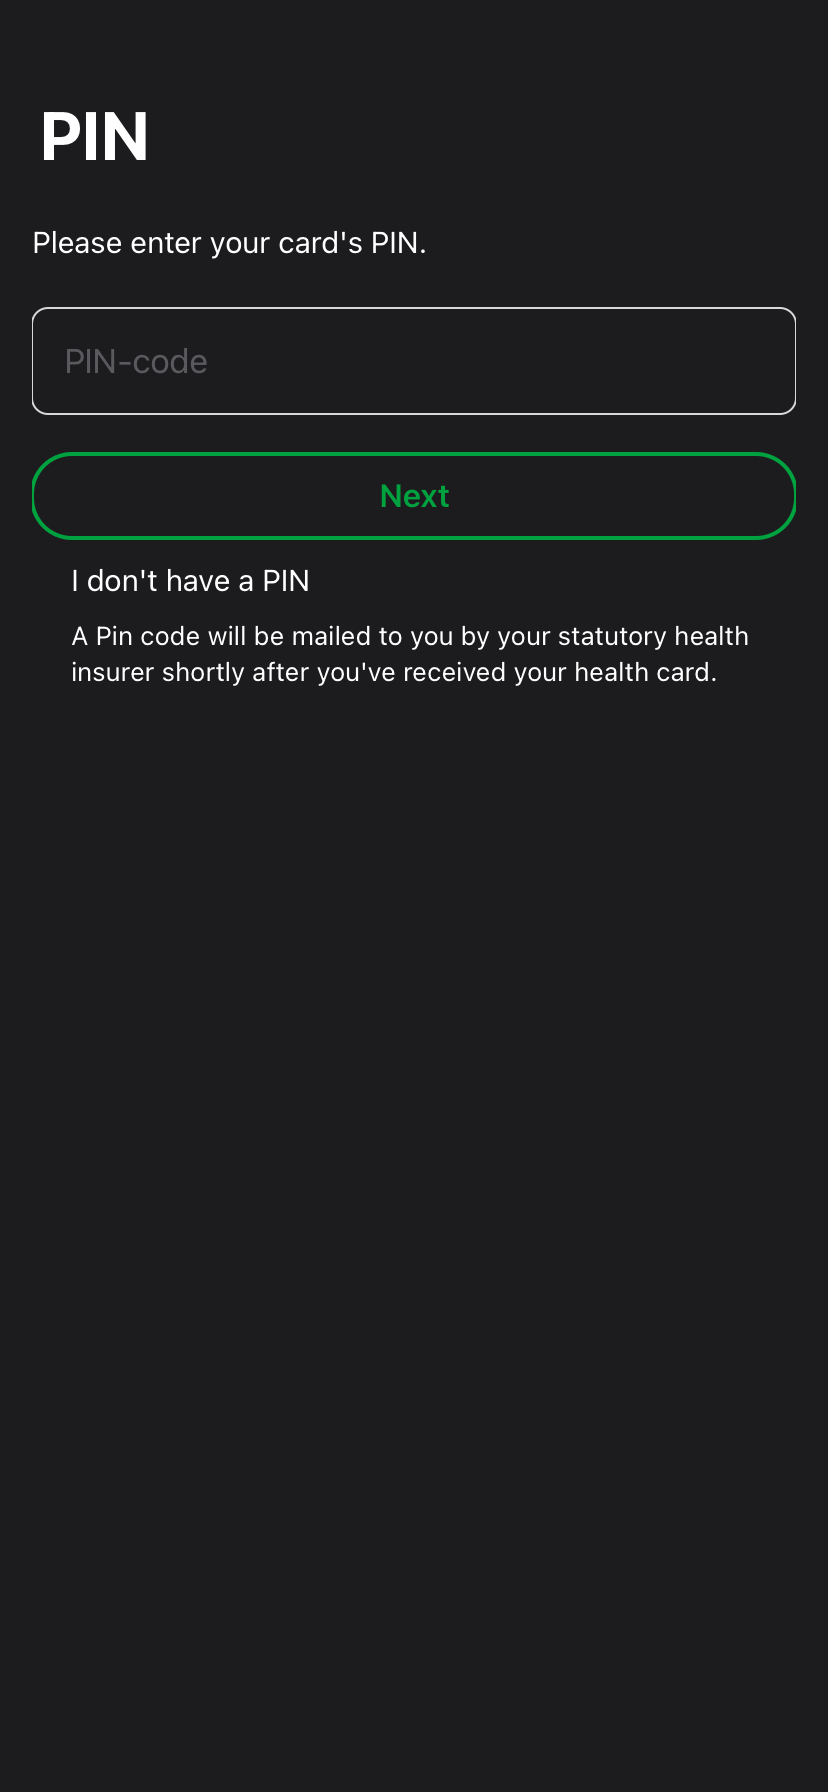 PIN
Please enter your card's PIN.
PIN-code
Next
I don't have a PIN
A Pin code will be mailed to you by your statutory health
insurer shortly after you've received your health card.